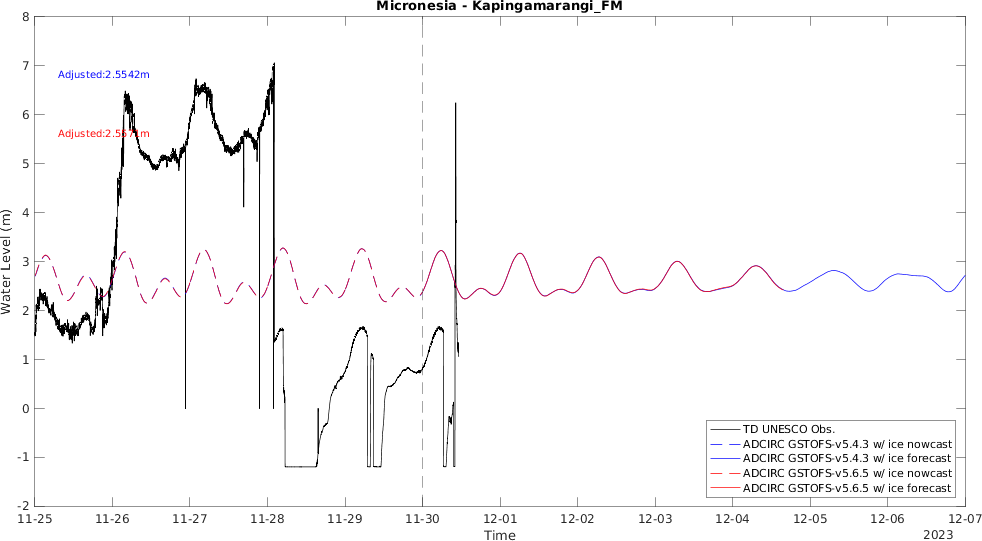 Micronesia - Kapingamarangi_FM
8
7
6
5
4
3
2
1
0
-1
-2
Water Level (m)
Adjusted:2.5542m
Adjusted:2.5571m
TD UNESCO Obs.
ADCIRC GSTOFS-v5.4.3 w/ ice nowcast
ADCIRC GSTOFS-v5.4.3 w/ ice forecast
ADCIRC GSTOFS-v5.6.5 w/ ice nowcast
ADCIRC GSTOFS-v5.6.5 w/ ice forecast
11-25 11-26 11-27 11-28 11-29 11-30 12-01 12-02 12-03 12-04 12-05 12-06 12-07
Time
2023